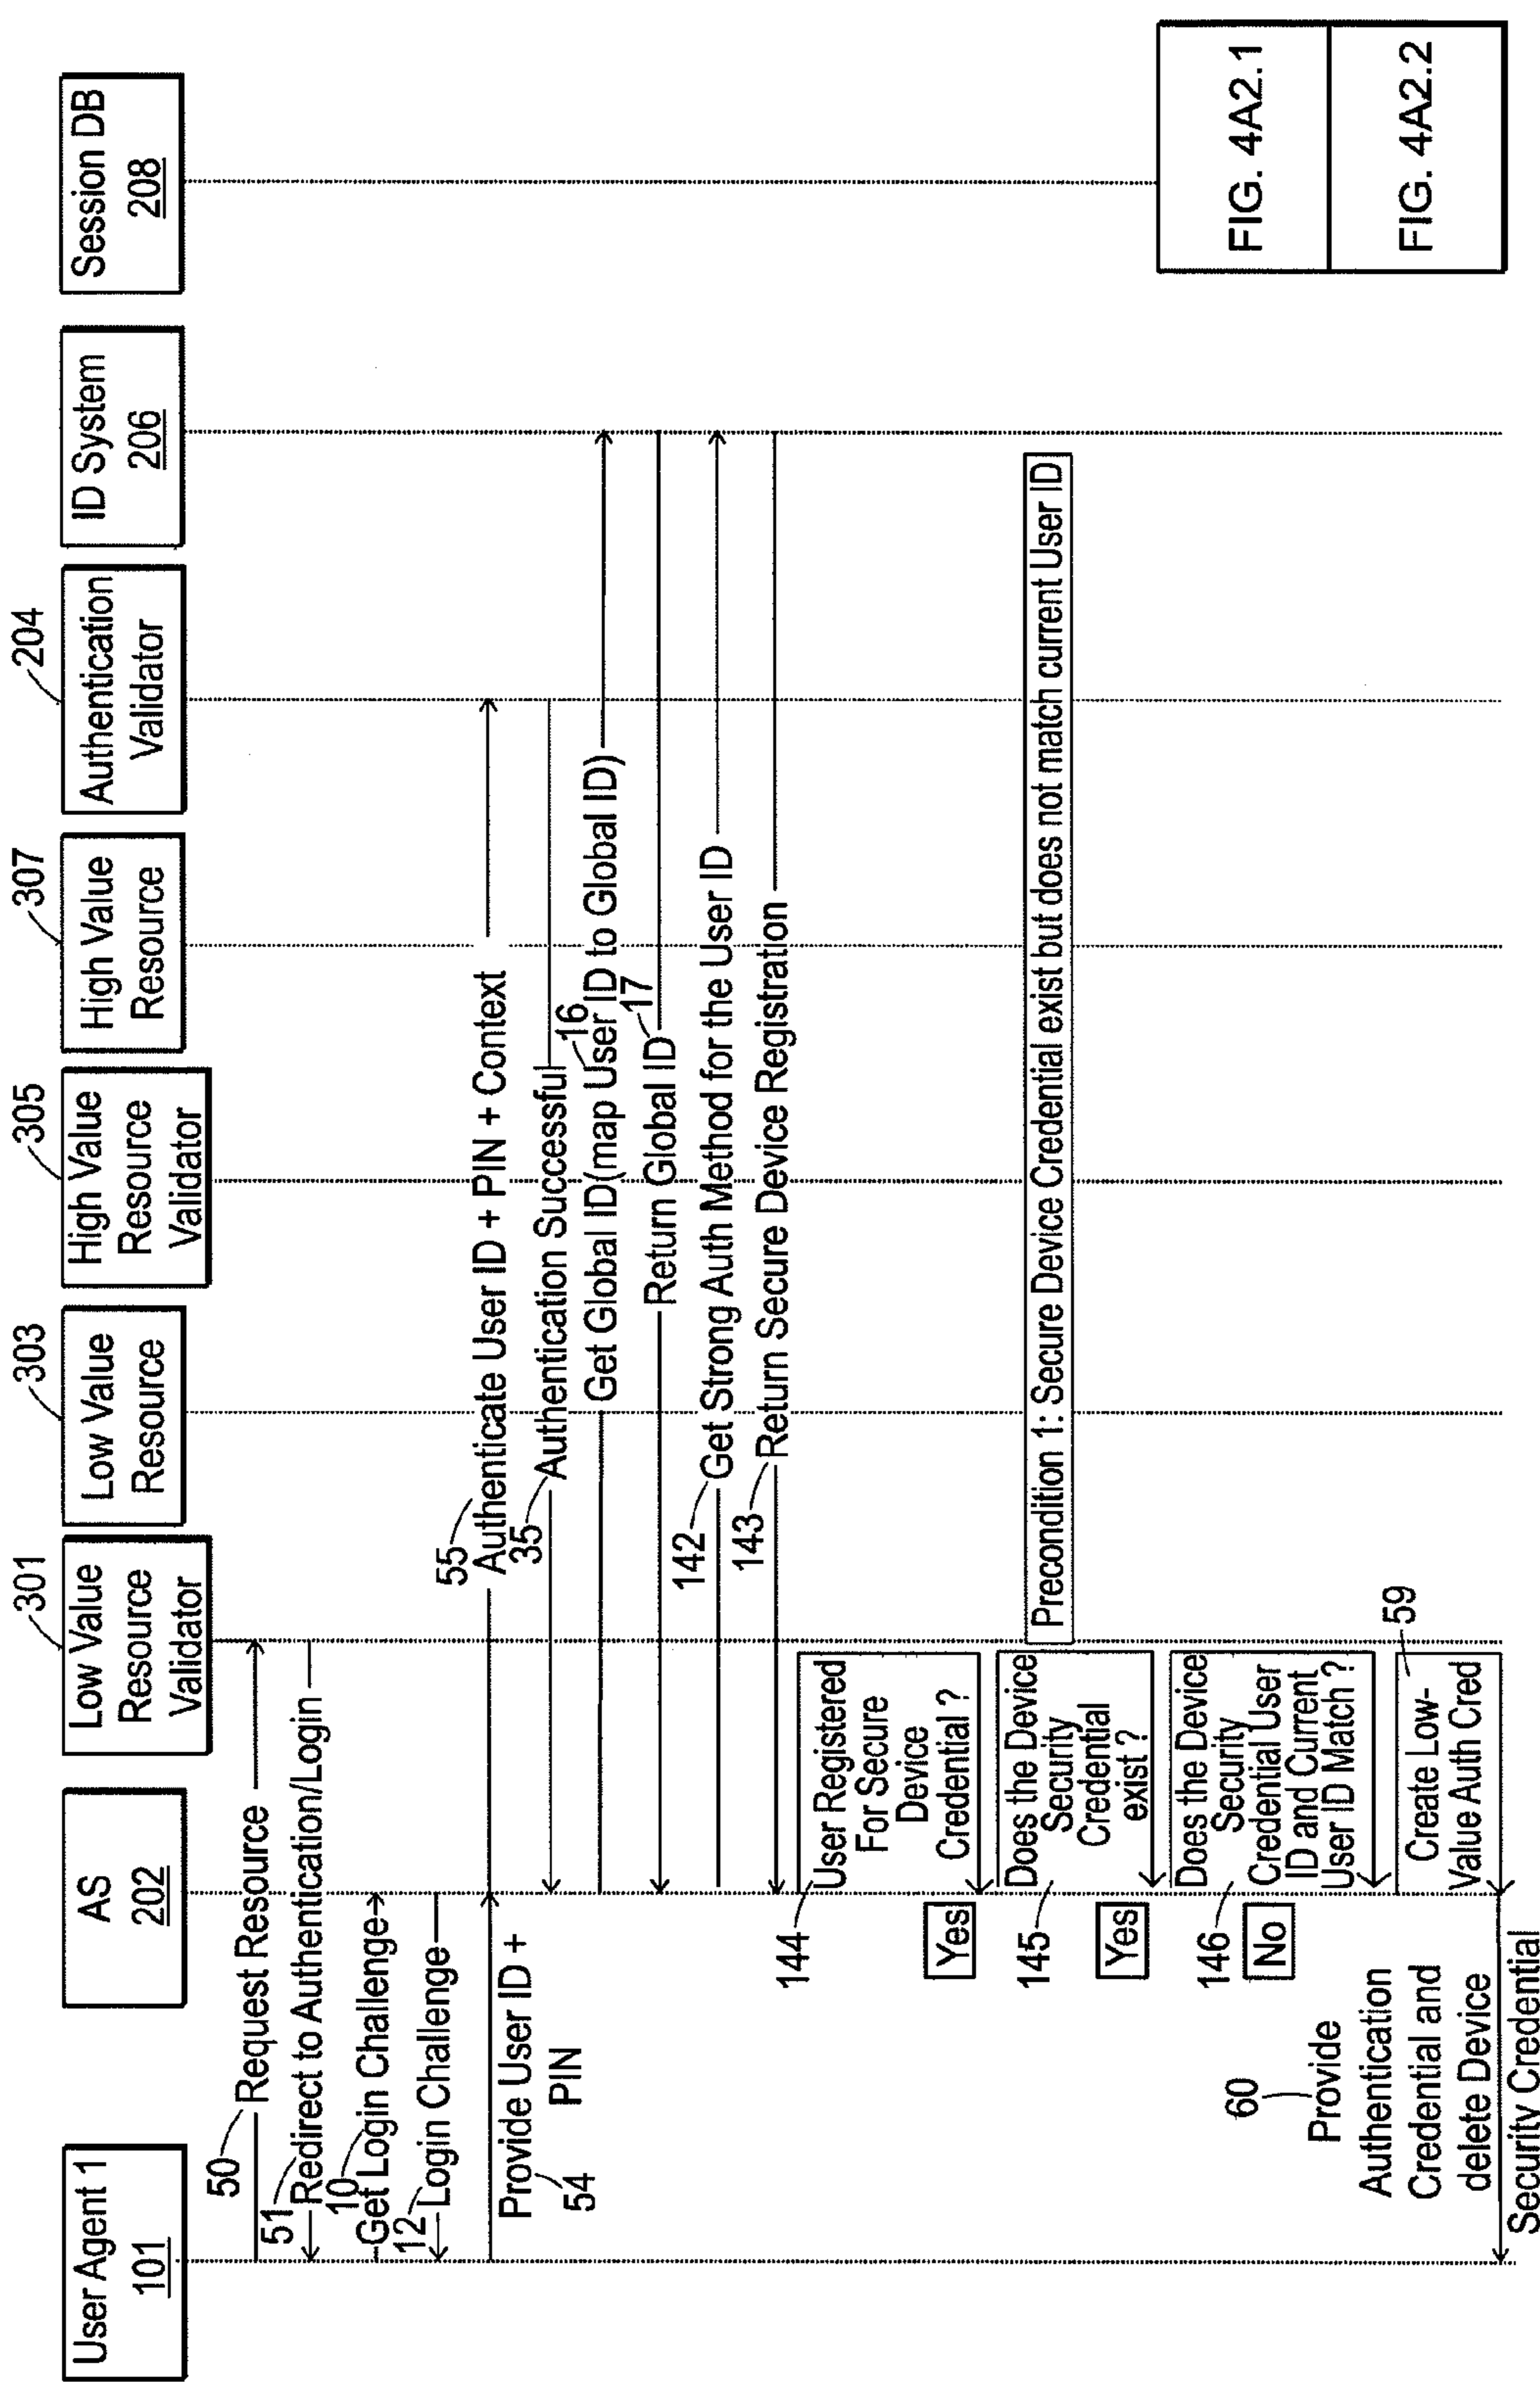 User Agent 1
101
AS
202
301
Low Value
Resource
Validator
303
Low Value
Resource
305
High Value
Resource
Validator
307
High Value
Resource
204
Authentication
Validator
ID System
206
Session DB
208
50
Request Resource
51
Redirect to Authentication/Login
10
Get Login Challenge
12
Login Challenge
Provide User ID +
PIN
54
55
Authenticate User ID + PIN + Context
35
Authentication Successful
16
Get Global ID(map User ID to Global ID)
17
Return Global ID
142
Get Strong Auth Method for the User ID
143
Return Secure Device Registration
144
User Registered
For Secure
Device
Credential ?
Yes
Precondition 1: Secure Device Credential exist but does not match current User ID
145
Does the Device
Security
Credential
exist ?
Yes
146
Does the Device
Security
Credential User
ID and Current
User ID Match ?
No
59
Create Low-
Value Auth Cred
60
Provide
Authentication
Credential and
delete Device
Security Credential
FIG. 4A2.1
FIG. 4A2.2